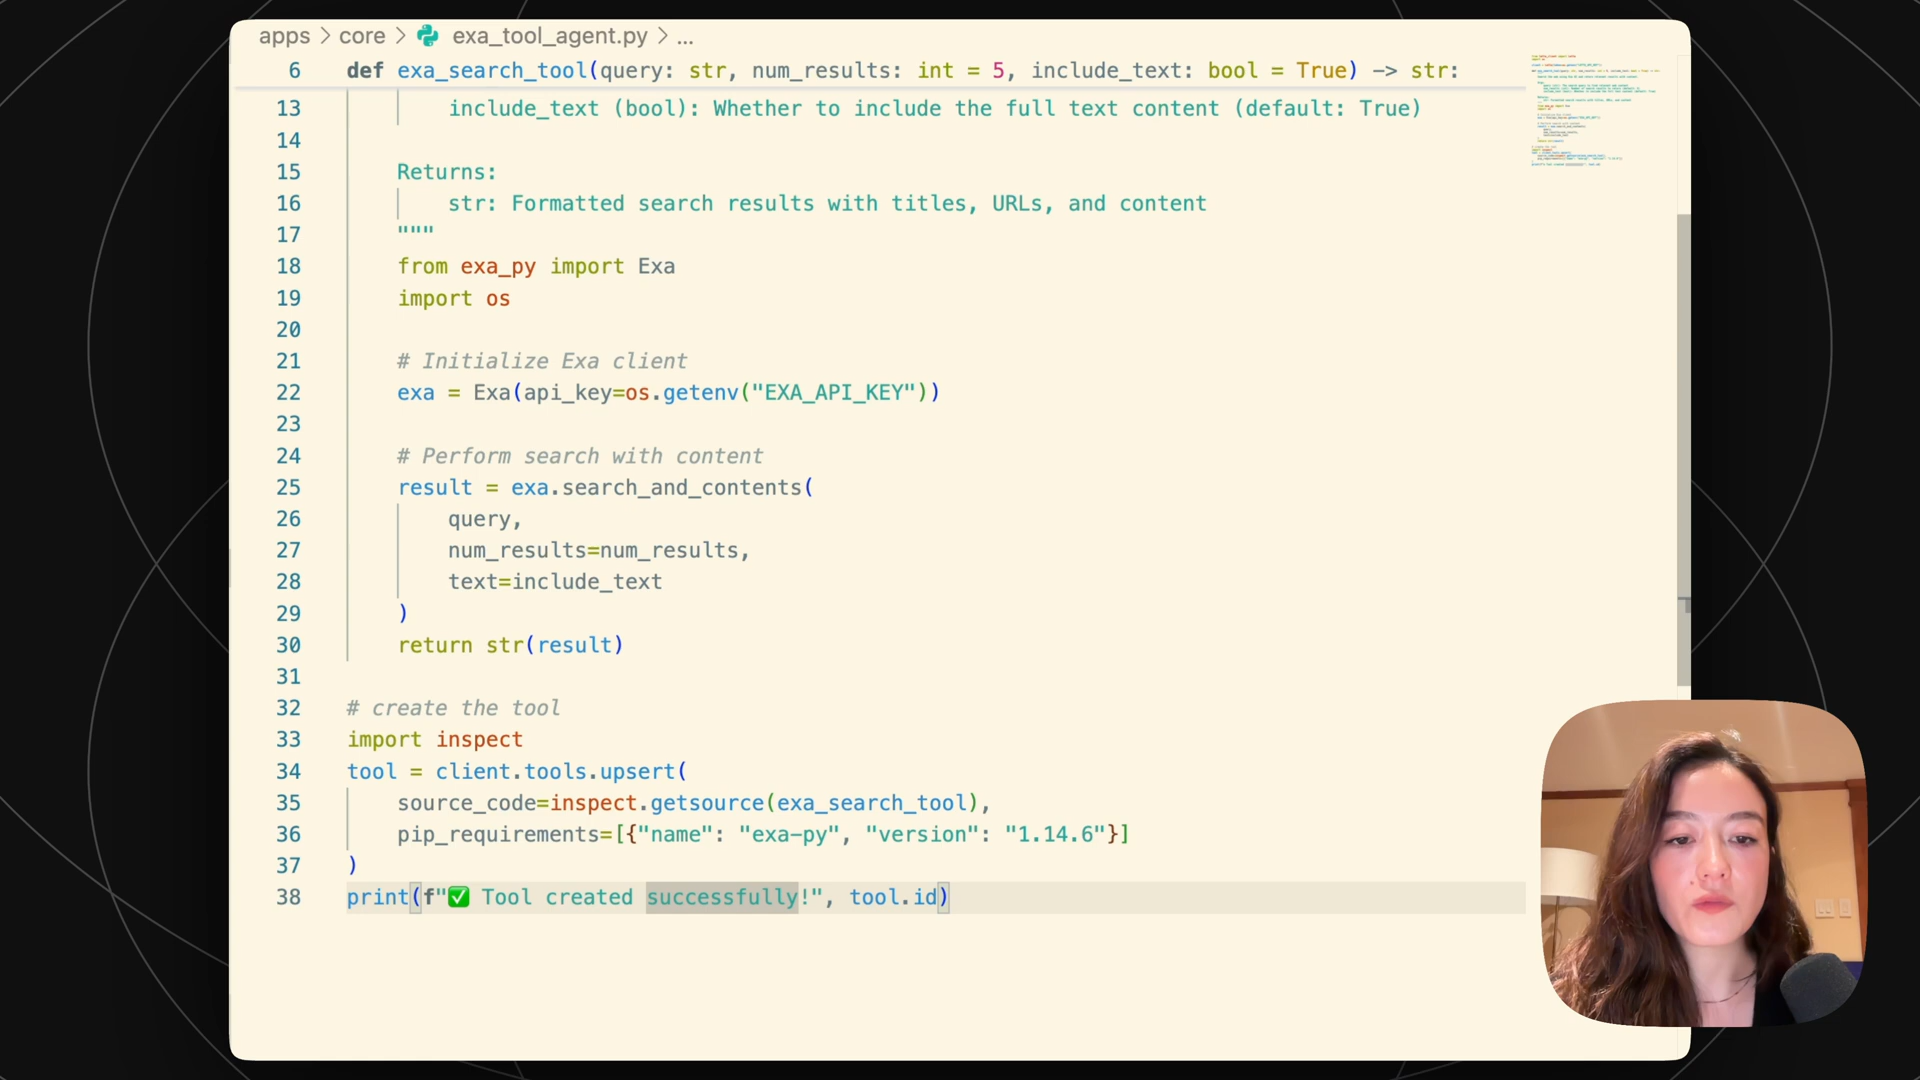 apps > core > exa_tool_agent.py > ...
6 def exa_search_tool(query: str, num_results: int = 5, include_text: bool = True) -> str:
13 include_text (bool): Whether to include the full text content (default: True)
14
15 Returns:
16 str: Formatted search results with titles, URLs, and content
17 """
18 from exa_py import Exa
19 import os
20
21 # Initialize Exa client
22 exa = Exa(api_key=os.getenv("EXA_API_KEY"))
23
24 # Perform search with content
25 result = exa.search_and_contents(
26 query,
27 num_results=num_results,
28 text=include_text
29 )
30 return str(result)
31
32 # create the tool
33 import inspect
34 tool = client.tools.upsert(
35 source_code=inspect.getsource(exa_search_tool),
36 pip_requirements=[{"name": "exa-py", "version": "1.14.6"}]
37 )
38 print(f"✅ Tool created successfully!", tool.id)